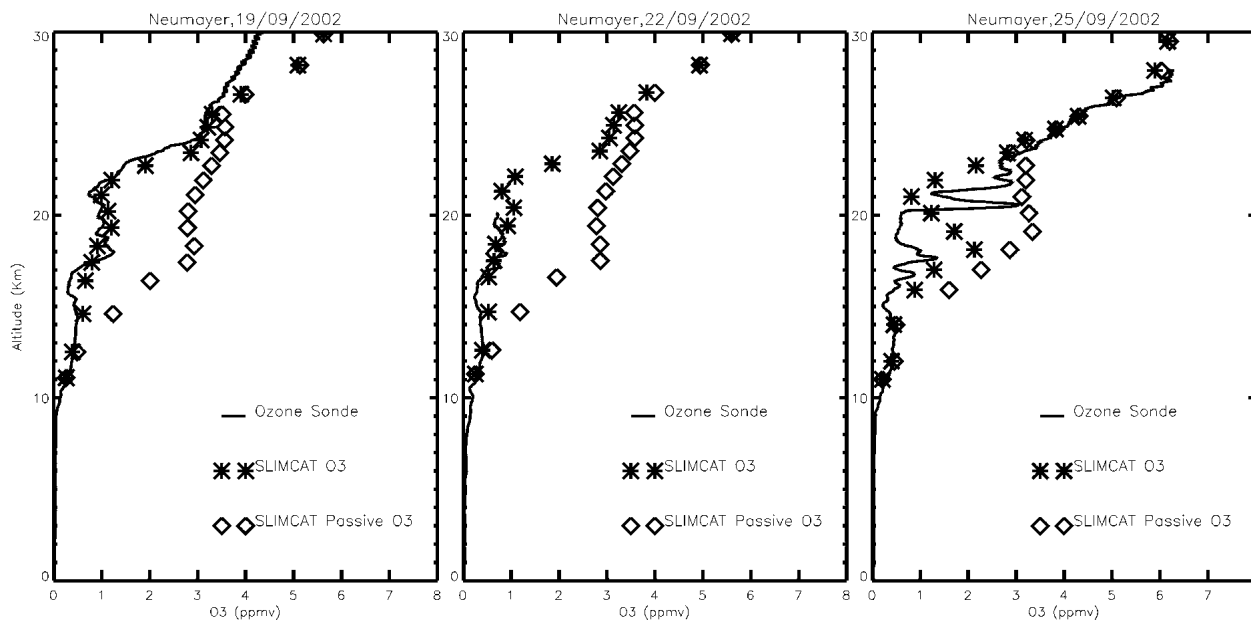 Neumayer,19/09/2002
30
20
10
0
Altitude (Km)
Ozone Sonde
SLIMCAT O3
SLIMCAT Passive O3
0 1 2 3 4 5 6 7 8
O3 (ppmv)
Neumayer,22/09/2002
30
20
10
0
Ozone Sonde
SLIMCAT O3
SLIMCAT Passive O3
0 1 2 3 4 5 6 7 8
O3 (ppmv)
Neumayer,25/09/2002
30
20
10
0
Ozone Sonde
SLIMCAT O3
SLIMCAT Passive O3
0 1 2 3 4 5 6 7
O3 (ppmv)